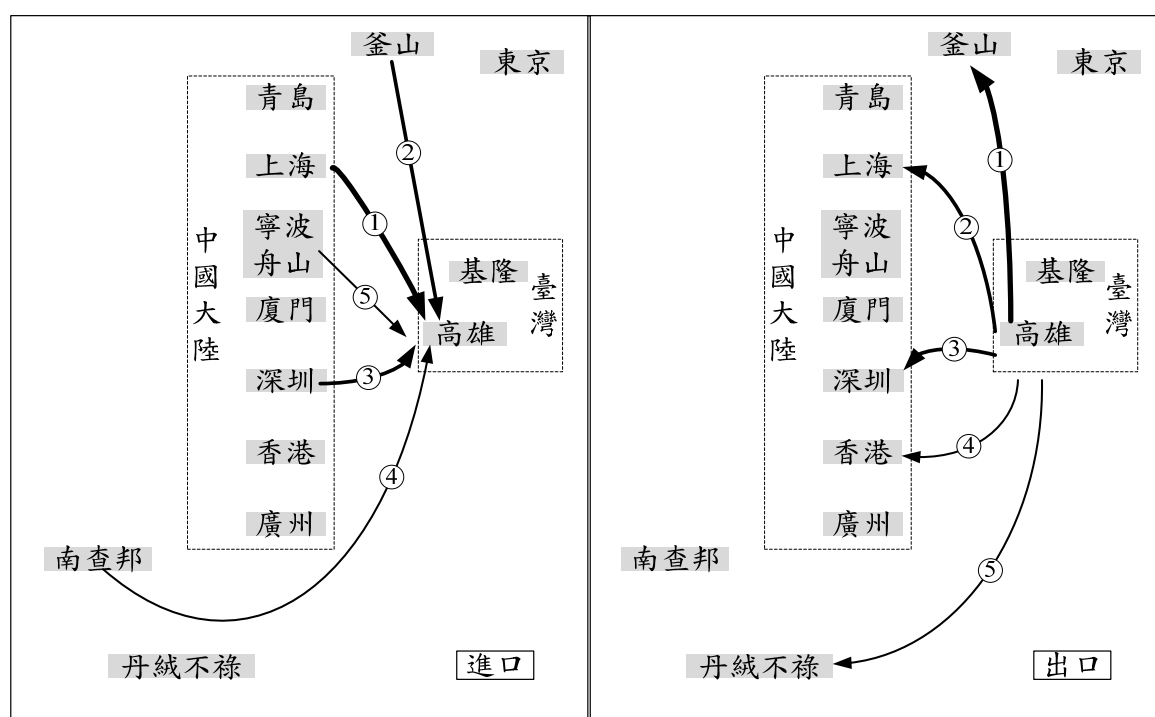 釜山
東京
青島
上海
②
①
寧波
舟山
中國大陸
⑤
基隆
臺灣
廈門
高雄
深圳
③
香港
④
廣州
南查邦
丹絨不祿
進口
釜山
東京
青島
①
上海
寧波
舟山
②
中國大陸
基隆
臺灣
廈門
高雄
③
深圳
香港
④
廣州
南查邦
⑤
丹絨不祿
出口